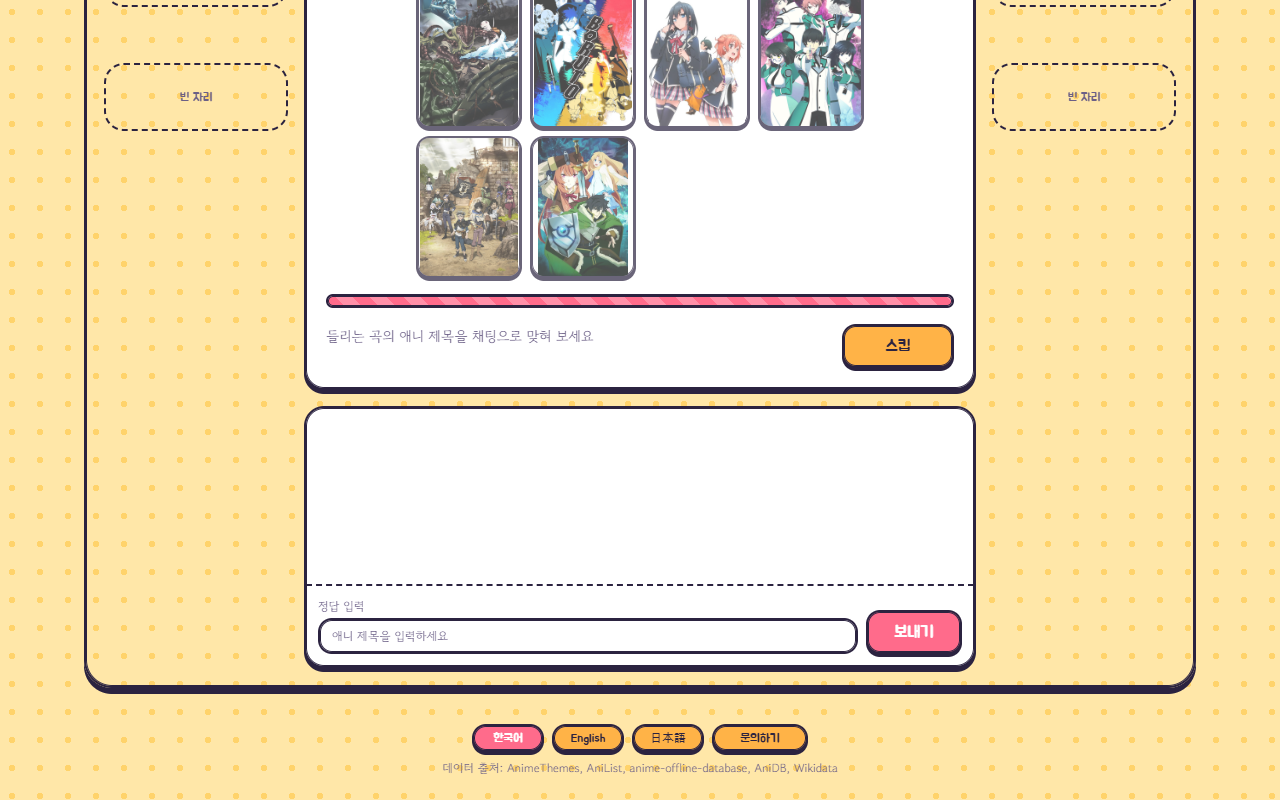 빈 자리
빈 자리
BORUTO
들리는 곡의 애니 제목을 채팅으로 맞혀 보세요
스킵
정답 입력
애니 제목을 입력하세요
보내기
한국어
English
日本語
문의하기
데이터 출처: AnimeThemes, AniList, anime-offline-database, AniDB, Wikidata